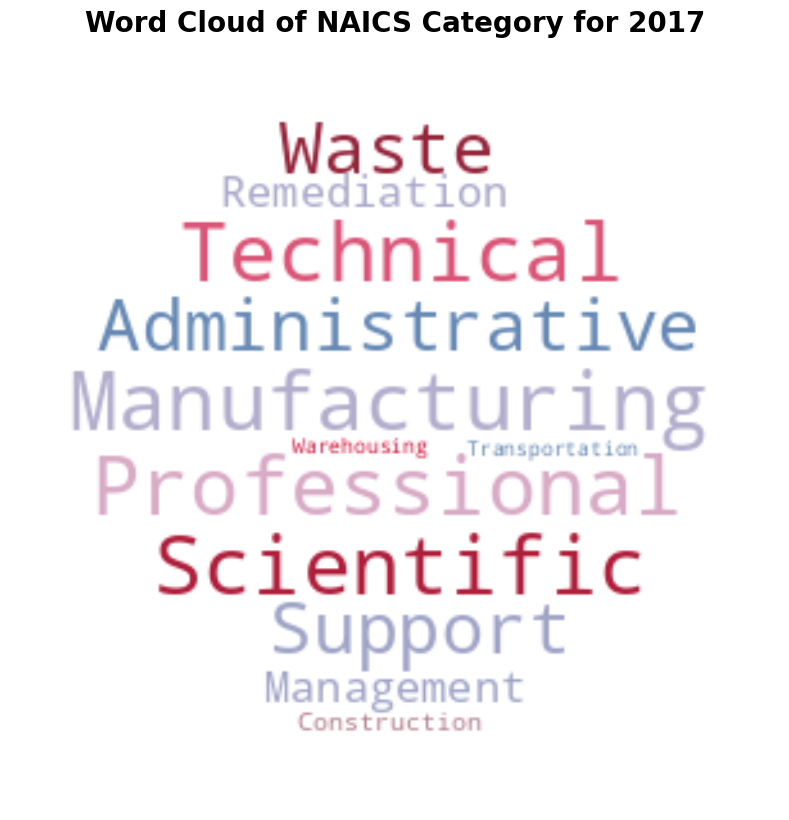 Word Cloud of NAICS Category for 2017
Waste
Remediation
Technical
Administrative
Manufacturing
Warehousing Transportation
Professional
Scientific
Support
Management
Construction